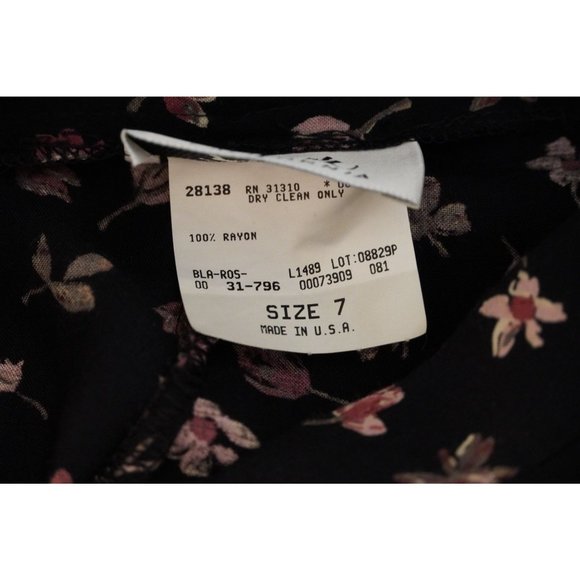 28138 RN 31310 *
DRY CLEAN ONLY
100% RAYON
BLA-ROS- L1489 LOT:08829P
00 31-796 00073909 081
SIZE 7
MADE IN U.S.A.